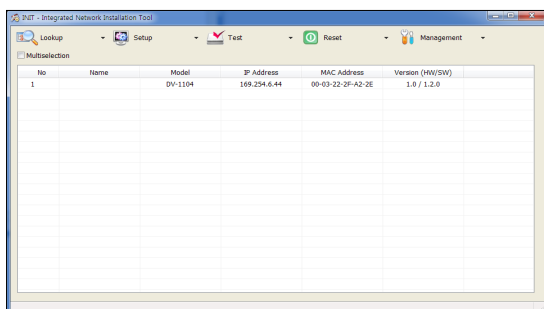 INIT - Integrated Network Installation Tool
Lookup Setup Test Reset Management
Multiselection
No Name Model IP Address MAC Address Version (HW/SW)
1 DV-1104 169.254.6.44 00-03-22-2F-A2-2E 1.0 / 1.2.0